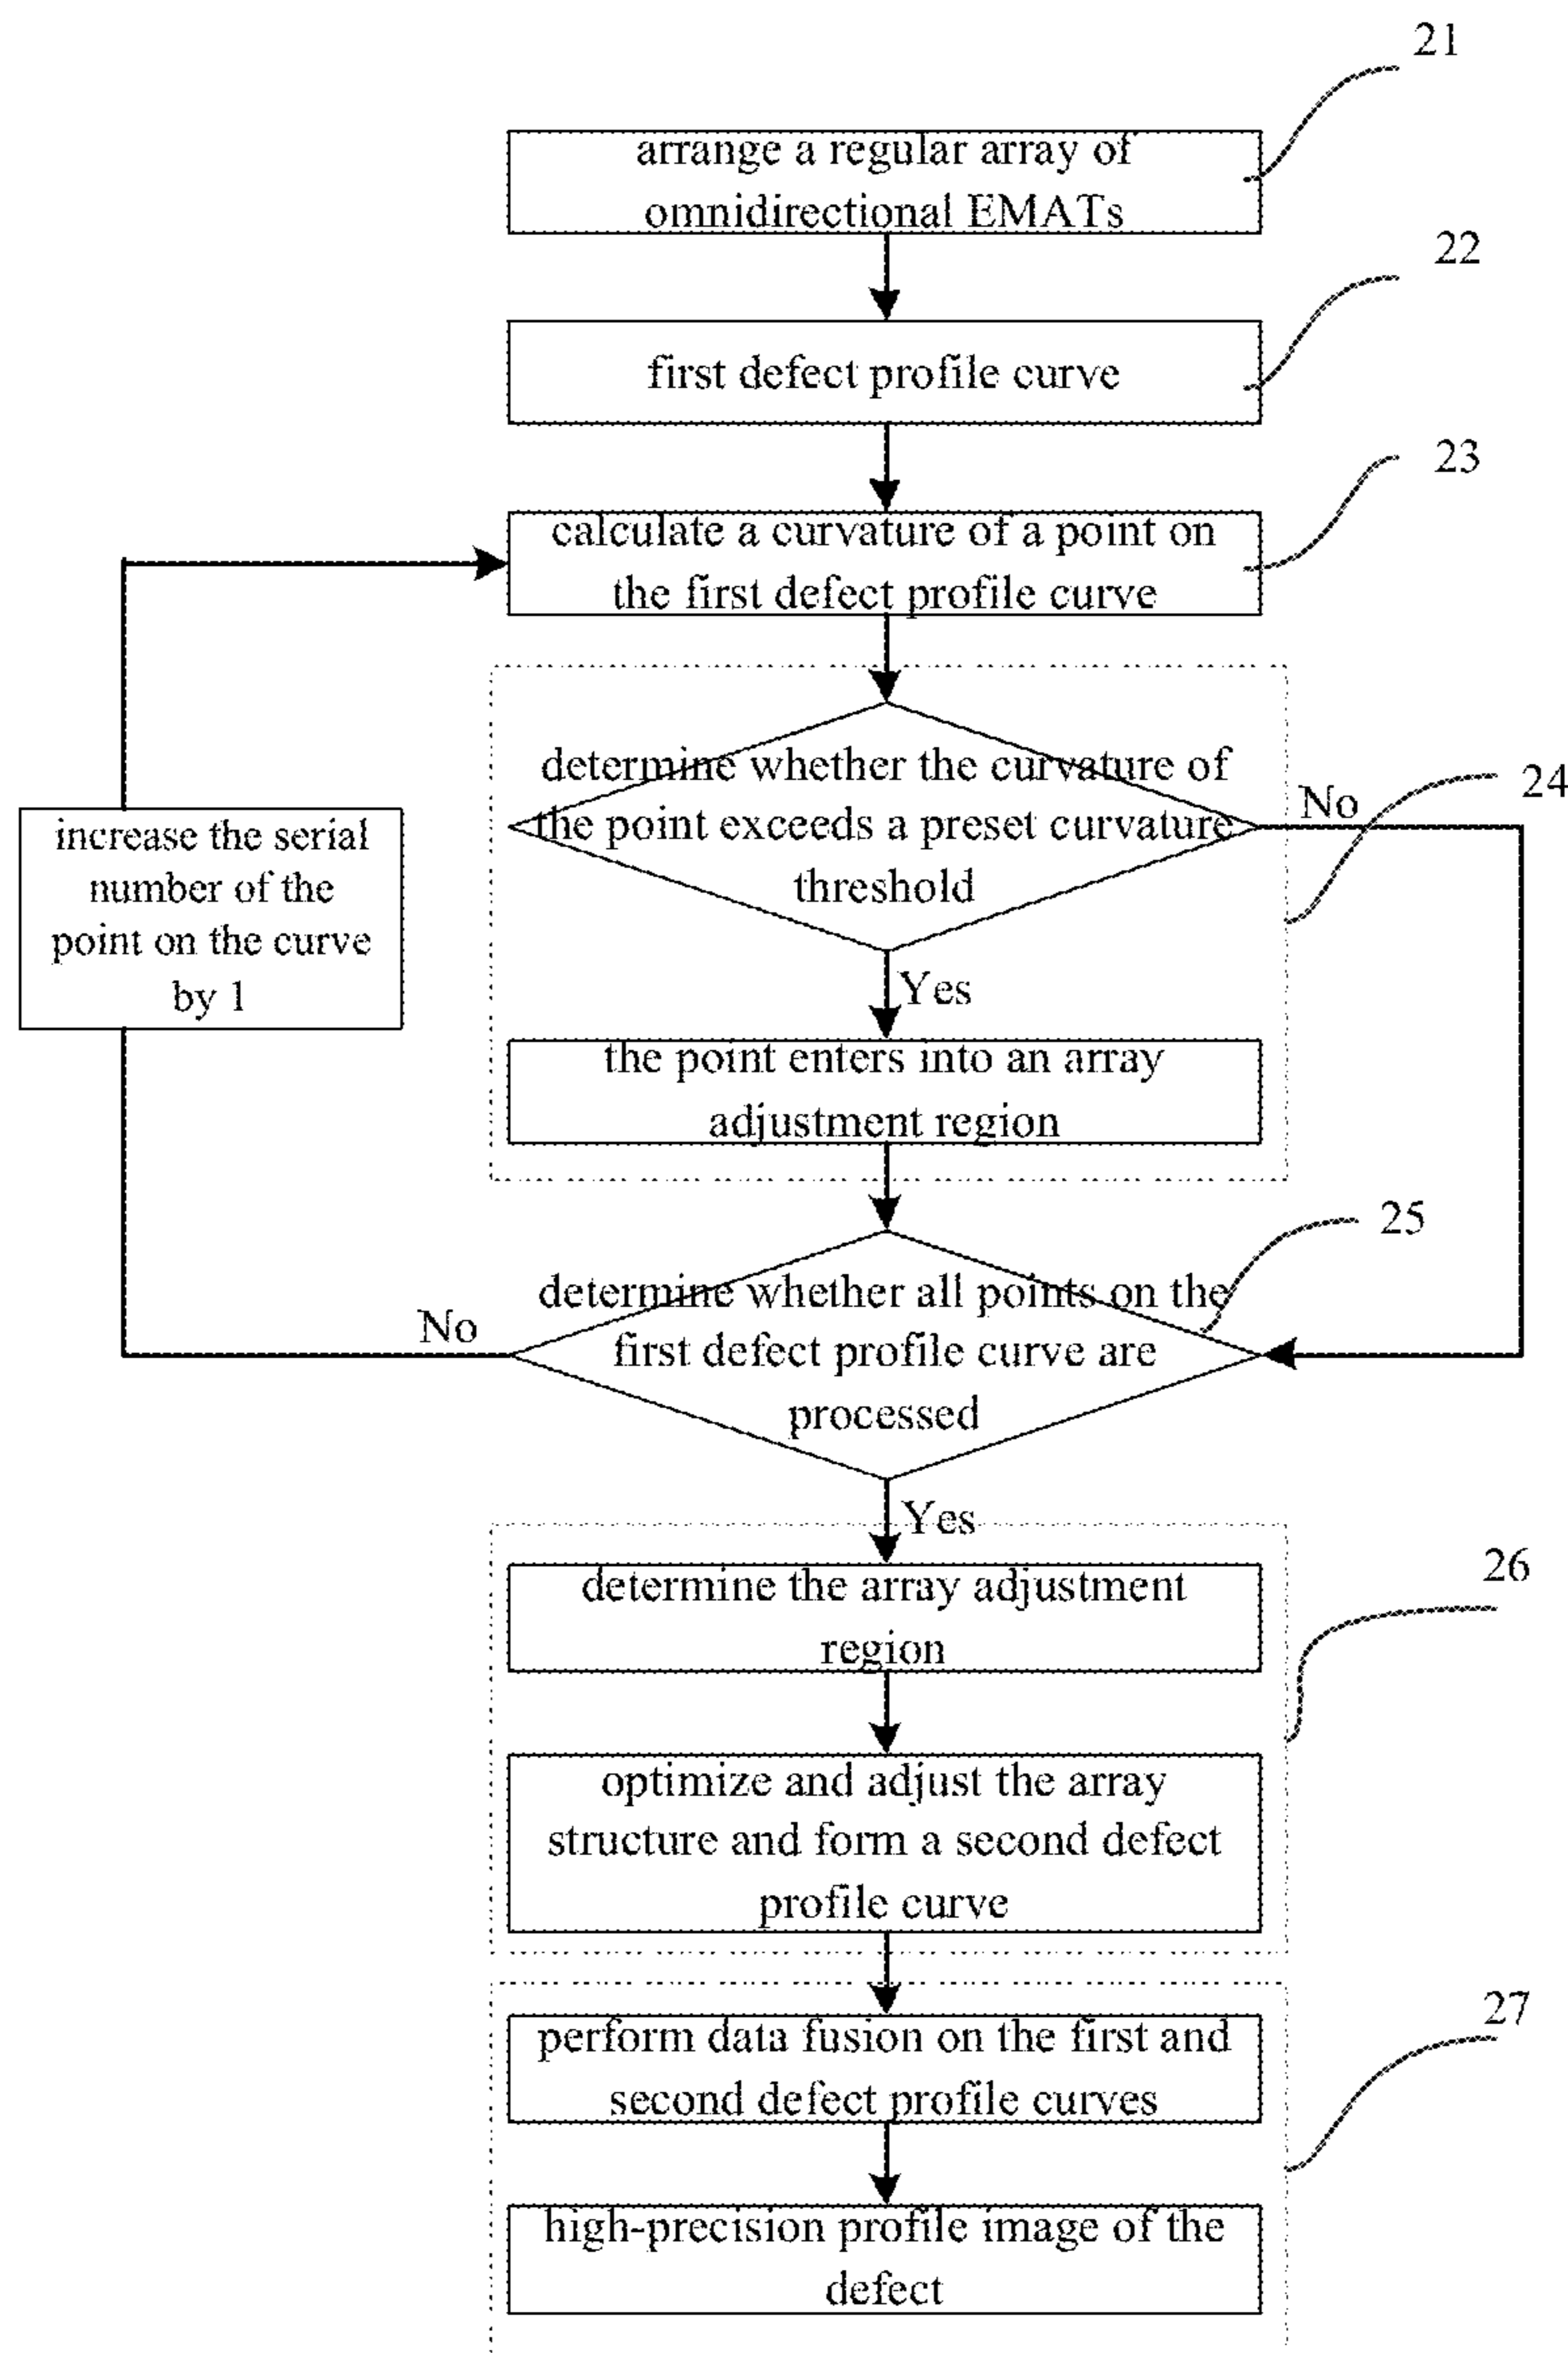 21
arrange a regular array of
omnidirectional EMATs
22
first defect profile curve
23
calculate a curvature of a point on
the first defect profile curve
24
determine whether the curvature of
the point exceeds a preset curvature
threshold
No
increase the serial
number of the
point on the curve
by 1
Yes
the point enters into an array
adjustment region
25
determine whether all points on the
first defect profile curve are
processed
No
Yes
26
determine the array adjustment
region
optimize and adjust the array
structure and form a second defect
profile curve
27
perform data fusion on the first and
second defect profile curves
high-precision profile image of the
defect